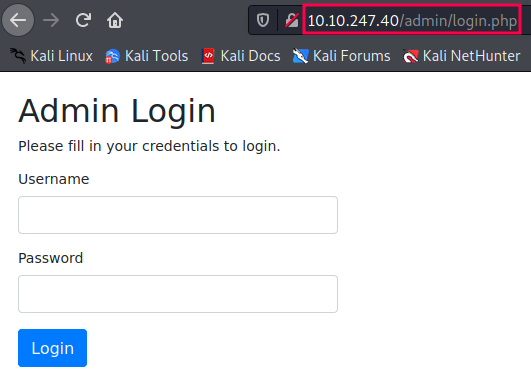 10.10.247.40/admin/login.php
Kali Linux Kali Tools Kali Docs Kali Forums Kali NetHunter
Admin Login
Please fill in your credentials to login.
Username
Password
Login